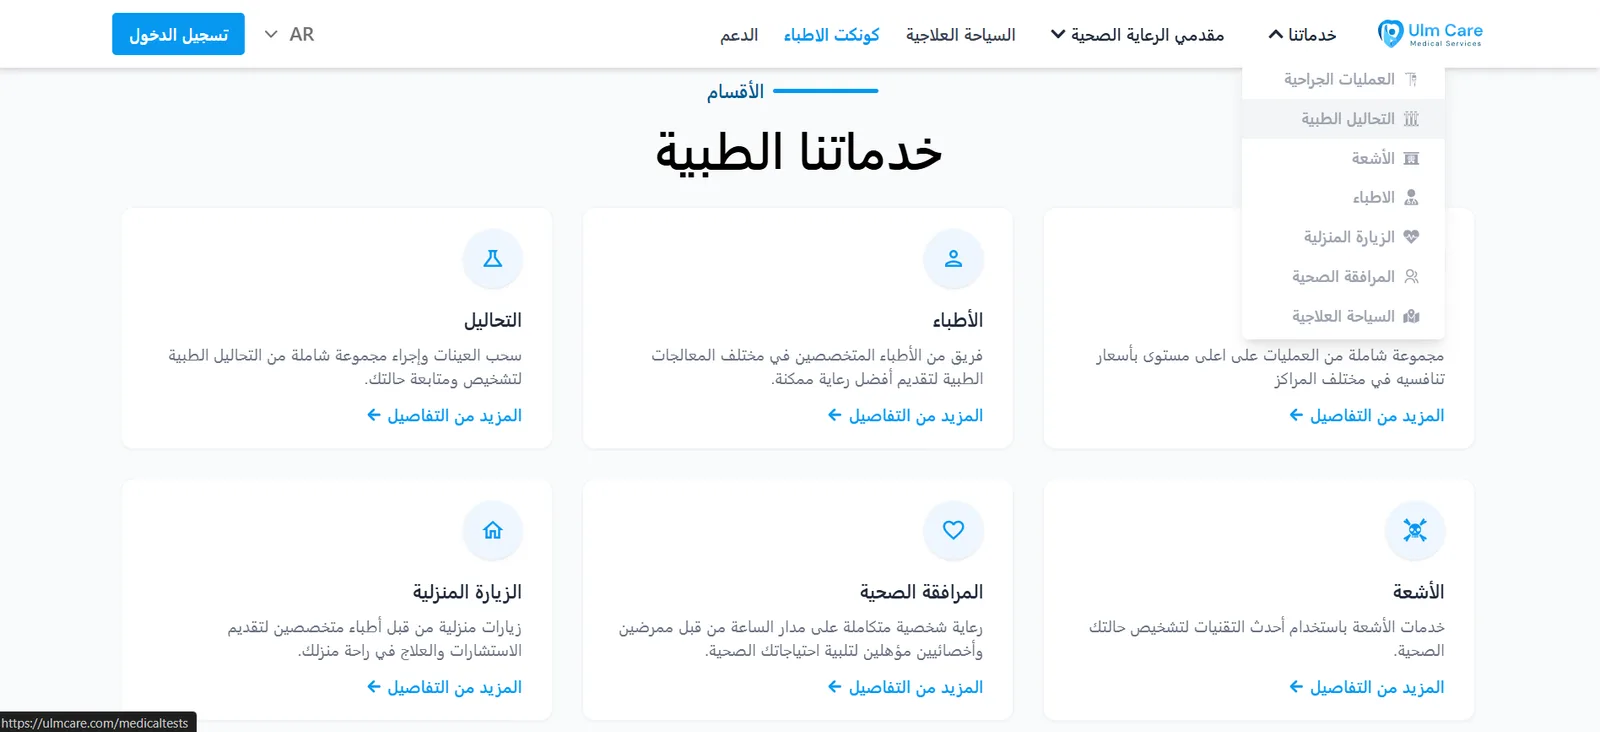 Ulm Care
Medical Services
خدماتنا
مقدمي الرعاية الصحية
السياحة العلاجية
كونكت الاطباء
الدعم
AR
تسجيل الدخول
العمليات الجراحية
التحاليل الطبية
الأشعة
الاطباء
الزيارة المنزلية
المرافقة الصحية
السياحة العلاجية
الأقسام
خدماتنا الطبية
مجموعة شاملة من العمليات على اعلى مستوى بأسعار
تنافسيه في مختلف المراكز
المزيد من التفاصيل
الأطباء
فريق من الأطباء المتخصصين في مختلف المعالجات
الطبية لتقديم أفضل رعاية ممكنة.
المزيد من التفاصيل
التحاليل
سحب العينات وإجراء مجموعة شاملة من التحاليل الطبية
لتشخيص ومتابعة حالتك.
المزيد من التفاصيل
الأشعة
خدمات الأشعة باستخدام أحدث التقنيات لتشخيص حالتك
الصحية.
المزيد من التفاصيل
المرافقة الصحية
رعاية شخصية متكاملة على مدار الساعة من قبل ممرضين
وأخصائيين مؤهلين لتلبية احتياجاتك الصحية.
المزيد من التفاصيل
الزيارة المنزلية
زيارات منزلية من قبل أطباء متخصصين لتقديم
الاستشارات والعلاج في راحة منزلك.
المزيد من التفاصيل
https://ulmcare.com/medicaltests